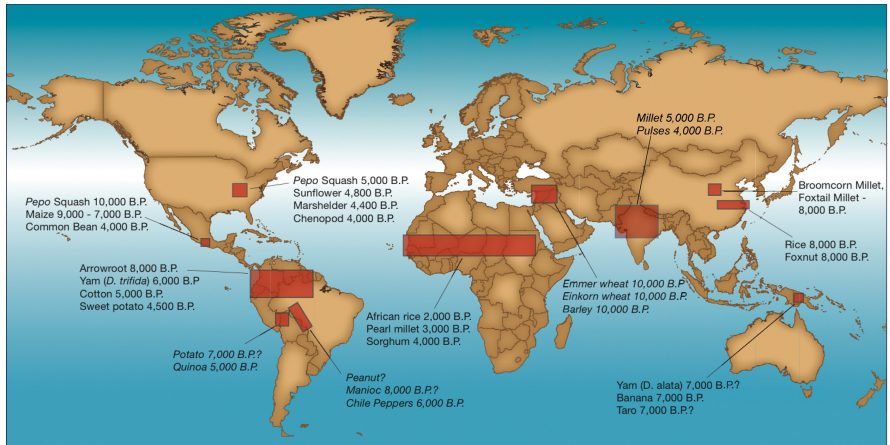 Millet 5,000 B.P.
Pulses 4,000 B.P.
Pepo Squash 5,000 B.P.
Sunflower 4,800 B.P.
Marshelder 4,400 B.P.
Chenopod 4,000 B.P.
Broomcorn Millet,
Foxtail Millet -
8,000 B.P.
Pepo Squash 10,000 B.P.
Maize 9,000 - 7,000 B.P.
Common Bean 4,000 B.P.
Rice 8,000 B.P.
Foxnut 8,000 B.P.
Arrowroot 8,000 B.P.
Yam (D. trifida) 6,000 B.P
Cotton 5,000 B.P.
Sweet potato 4,500 B.P.
Emmer wheat 10,000 B.P
Einkorn wheat 10,000 B.P.
Barley 10,000 B.P.
African rice 2,000 B.P.
Pearl millet 3,000 B.P.
Sorghum 4,000 B.P.
Potato 7,000 B.P.?
Quinoa 5,000 B.P.
Peanut?
Manioc 8,000 B.P.?
Chile Peppers 6,000 B.P.
Yam (D. alata) 7,000 B.P.?
Banana 7,000 B.P.
Taro 7,000 B.P.?